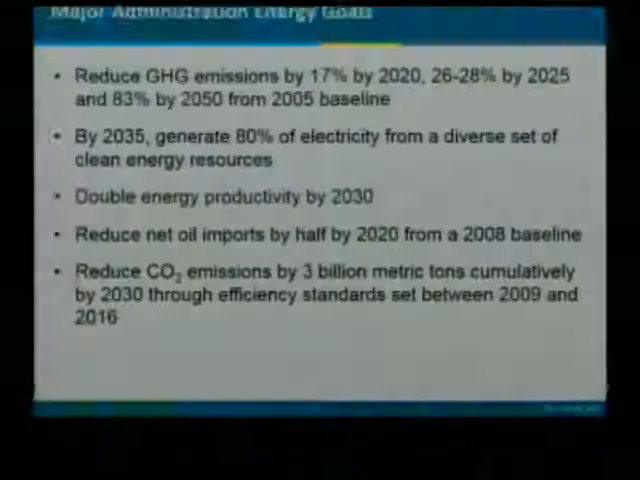 Major Administration Energy Goals
• Reduce GHG emissions by 17% by 2020, 26-28% by 2025
and 83% by 2050 from 2005 baseline
• By 2035, generate 80% of electricity from a diverse set of
clean energy resources
• Double energy productivity by 2030
• Reduce net oil imports by half by 2020 from a 2008 baseline
• Reduce CO₂ emissions by 3 billion metric tons cumulatively
by 2030 through efficiency standards set between 2009 and
2016